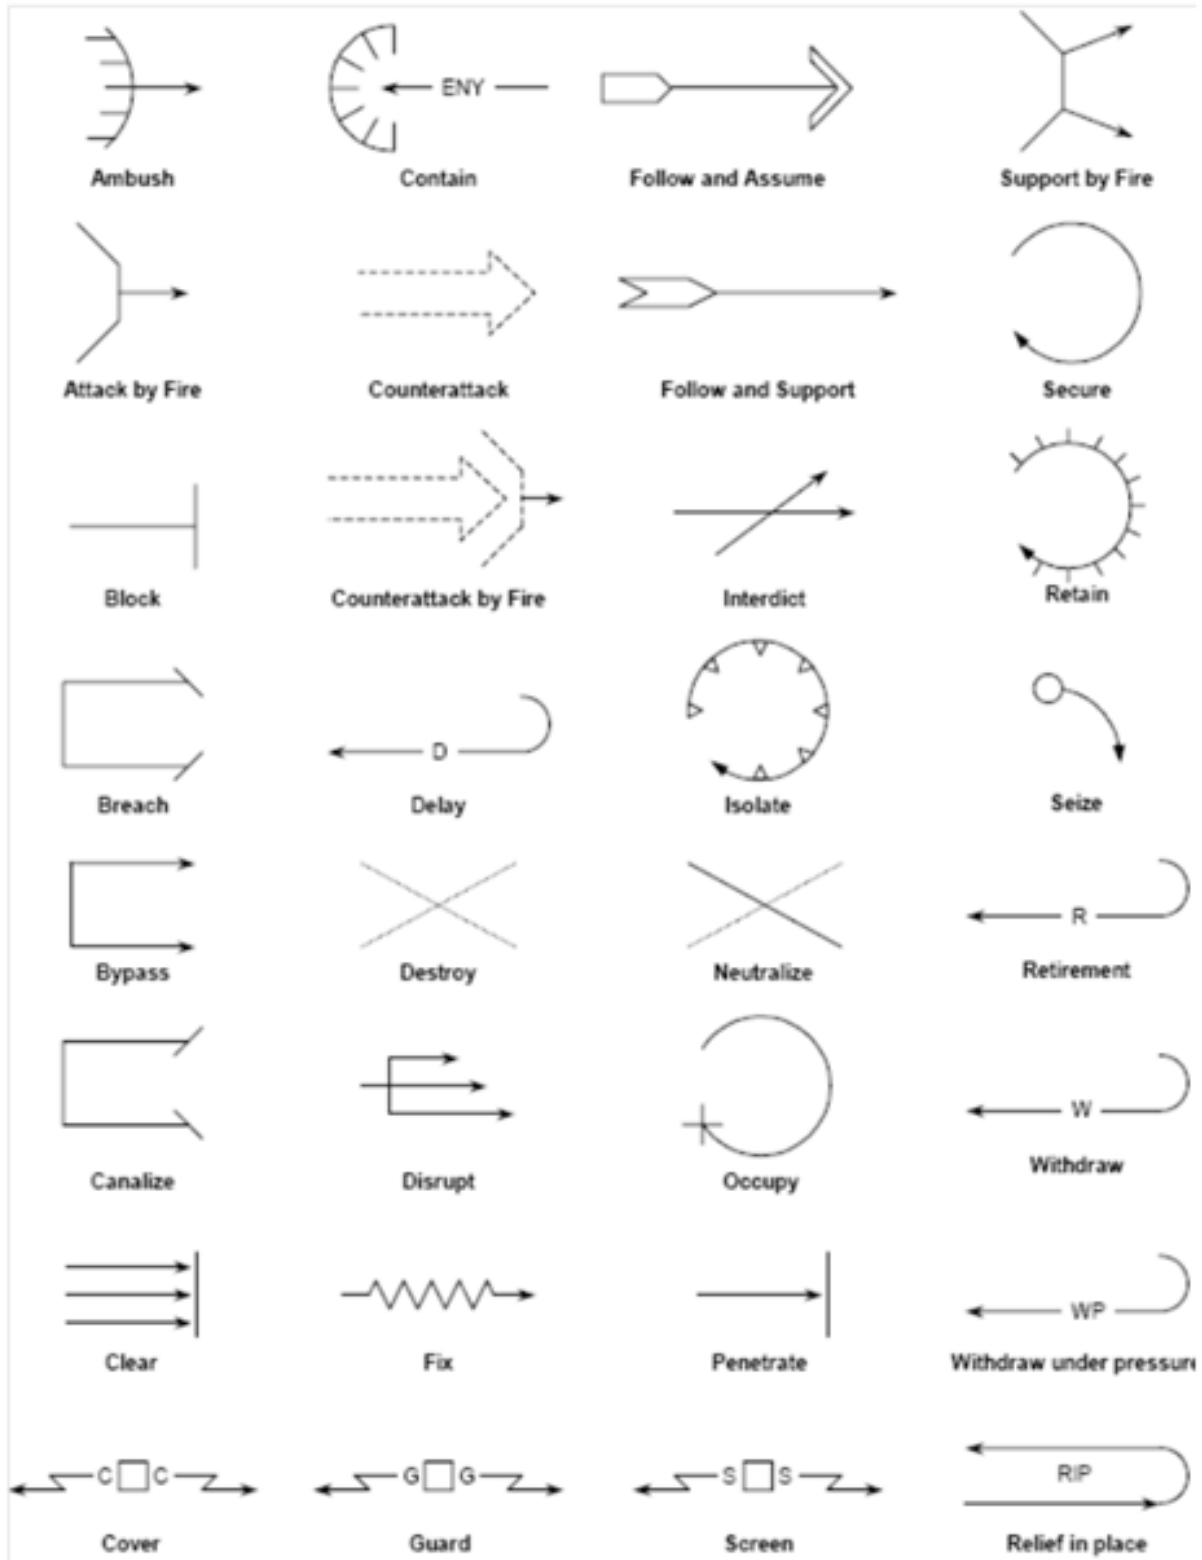 ENY
Ambush
Contain
Follow and Assume
Support by Fire
Attack by Fire
Counterattack
Follow and Support
Secure
Block
Counterattack by Fire
Interdict
Retain
D
Breach
Delay
Isolate
Seize
R
Bypass
Destroy
Neutralize
Retirement
W
Canalize
Disrupt
Occupy
Withdraw
WP
Clear
Fix
Penetrate
Withdraw under pressure
C C
G G
S S
RIP
Cover
Guard
Screen
Relief in place